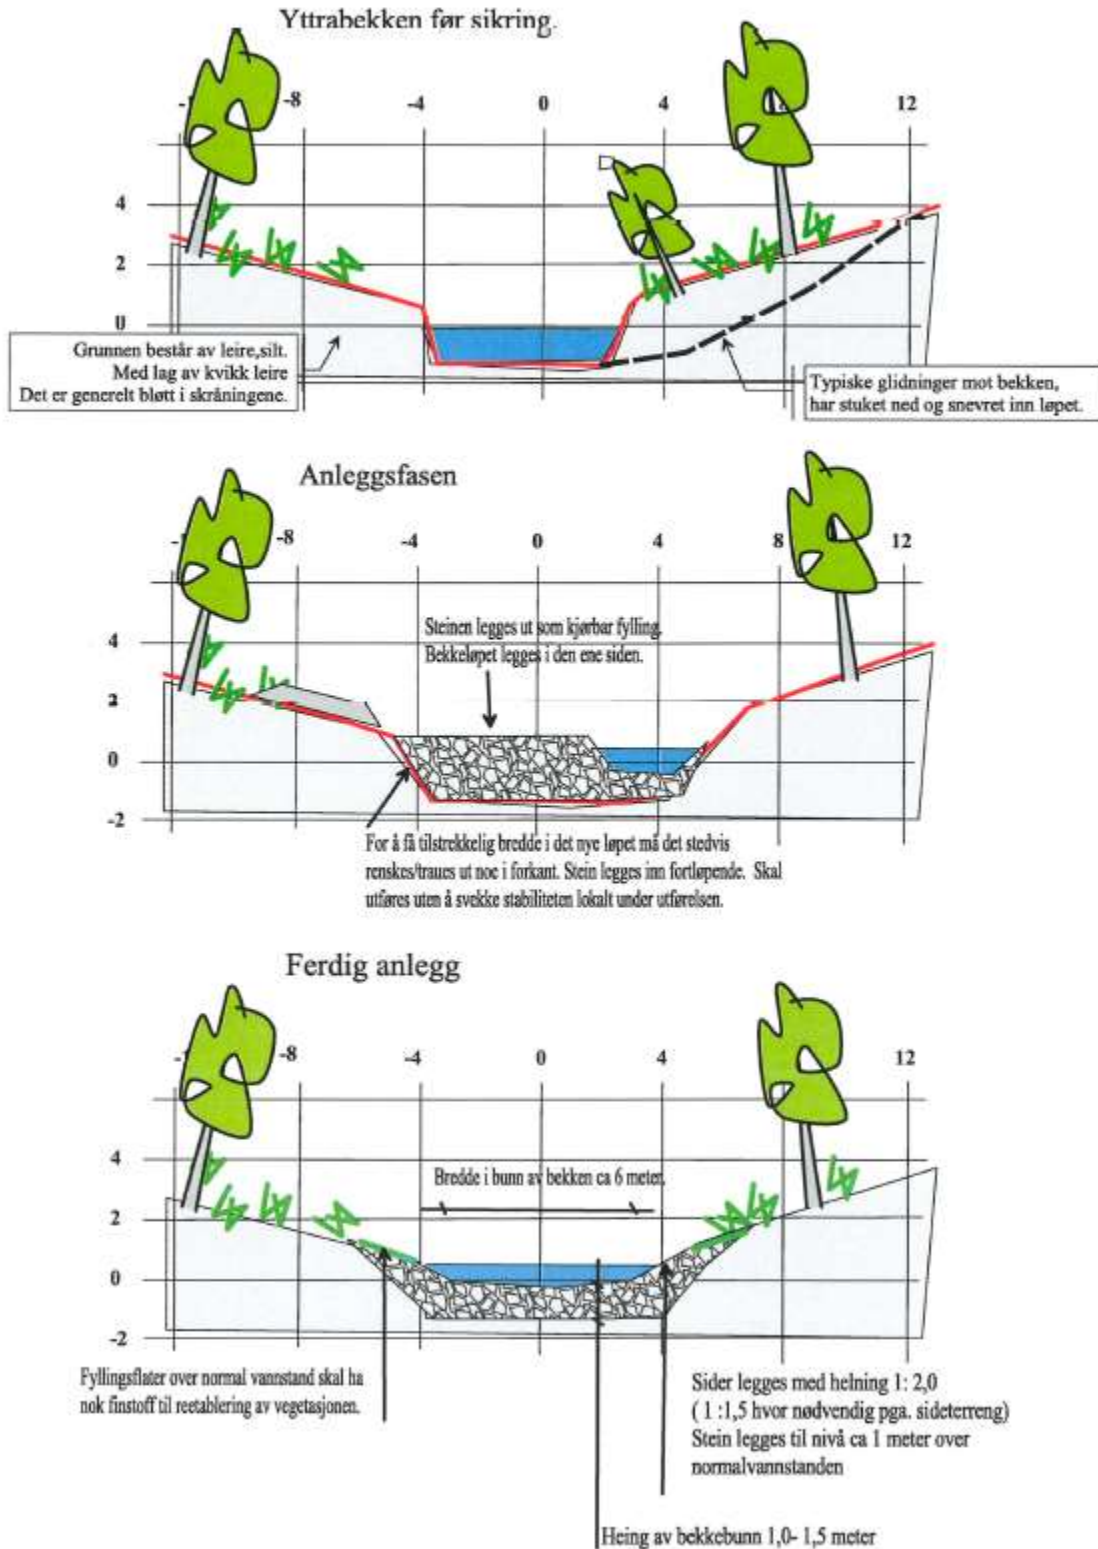 Yttrabekken før sikring.
-8 -4 0 4 8 12
4
2
0
Grunnen består av leire,silt.
Med lag av kvikk leire
Det er generelt bløtt i skråningene.
Typiske glidninger mot bekken,
har stuket ned og snevret inn løpet.
Anleggsfasen
-8 -4 0 4 8 12
4
2
0
-2
Steinen legges ut som kjørbar fylling.
Bekkeløpet legges i den ene siden.
For å få tilstrekkelig bredde i det nye løpet må det stedvis
renskes/traues ut noe i forkant. Stein legges inn fortløpende. Skal
utføres uten å svekke stabiliteten lokalt under utførelsen.
Ferdig anlegg
-8 -4 0 4 12
4
2
0
-2
Bredde i bunn av bekken ca 6 meter.
Fyllingsflater over normal vannstand skal ha
nok finstoff til reetablering av vegetasjonen.
Sider legges med helning 1: 2,0
( 1 :1,5 hvor nødvendig pga. sideterreng)
Stein legges til nivå ca 1 meter over
normalvannstanden
Heing av bekkebunn 1,0- 1,5 meter